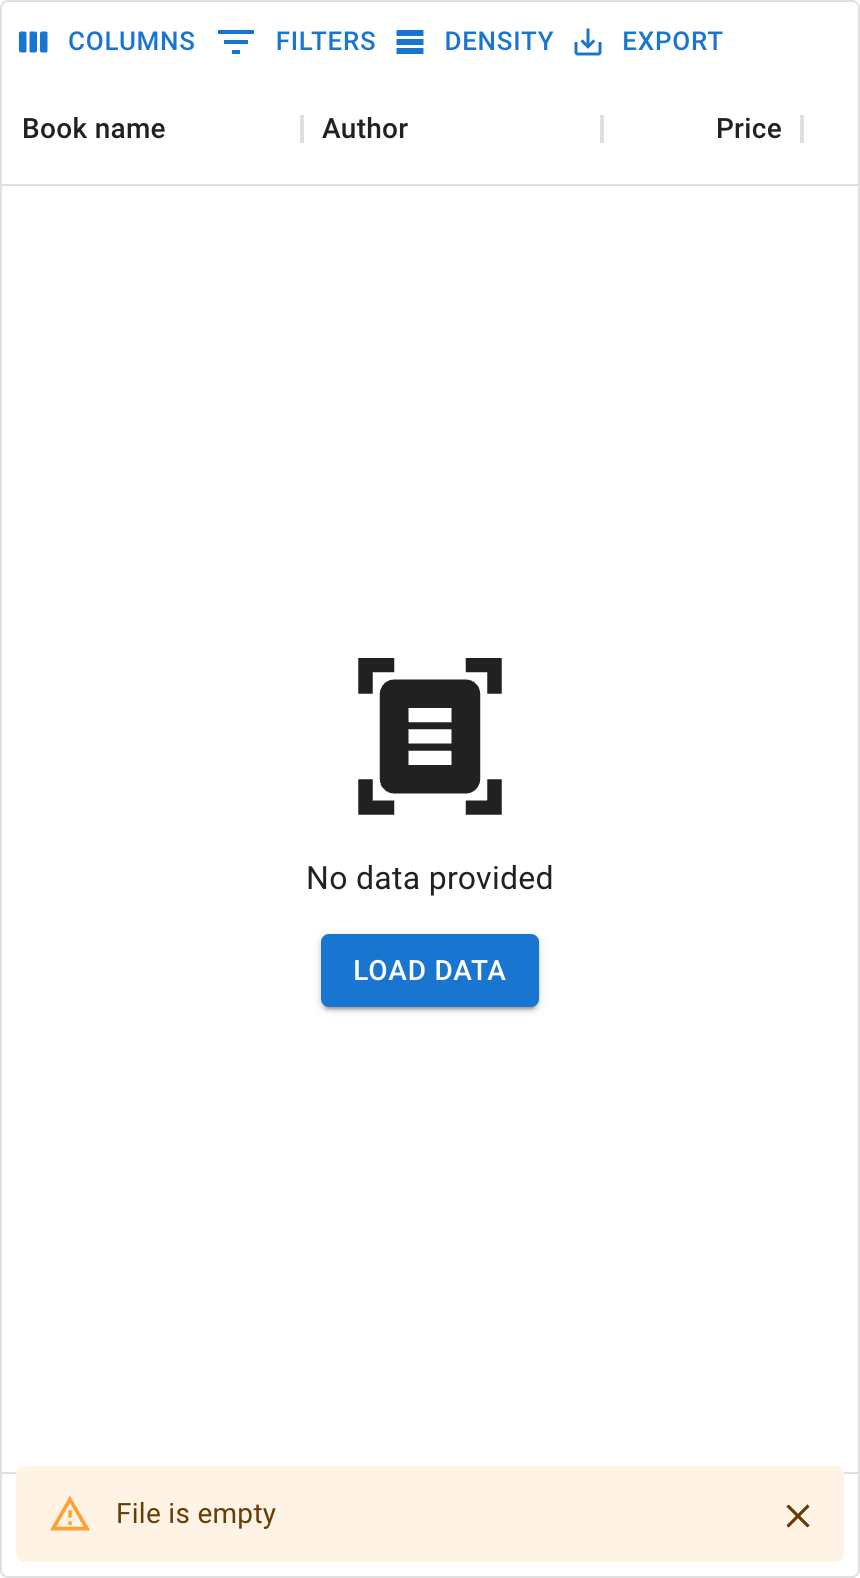 COLUMNS FILTERS DENSITY EXPORT
Book name Author Price
No data provided
LOAD DATA
File is empty